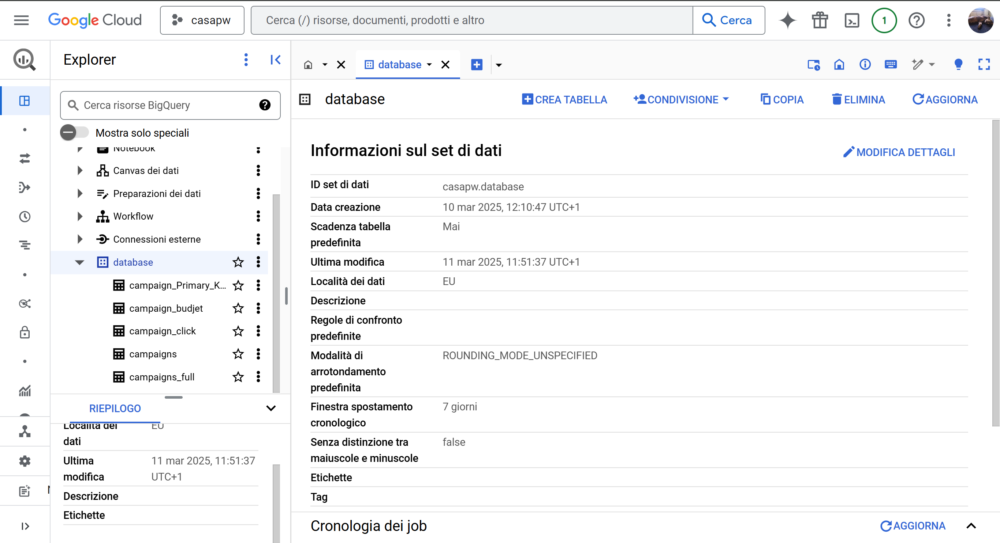 Google Cloud
casapw
Cerca (/) risorse, documenti, prodotti e altro
Cerca
1
Explorer
Cerca risorse BigQuery
Mostra solo speciali
Notebook
Canvas dei dati
Preparazioni dei dati
Workflow
Connessioni esterne
database
campaign_Primary_K...
campaign_budjet
campaign_click
campaigns
campaigns_full
RIEPILOGO
Località dei
dati
EU
Ultima
modifica
11 mar 2025, 11:51:37
UTC+1
Descrizione
Etichette
database
database
CREA TABELLA
CONDIVISIONE
COPIA
ELIMINA
AGGIORNA
Informazioni sul set di dati
MODIFICA DETTAGLI
ID set di dati
casapw.database
Data creazione
10 mar 2025, 12:10:47 UTC+1
Scadenza tabella
predefinita
Mai
Ultima modifica
11 mar 2025, 11:51:37 UTC+1
Località dei dati
EU
Descrizione
Regole di confronto
predefinite
Modalità di
arrotondamento
predefinita
ROUNDING_MODE_UNSPECIFIED
Finestra spostamento
cronologico
7 giorni
Senza distinzione tra
maiuscole e minuscole
false
Etichette
Tag
Cronologia dei job
AGGIORNA